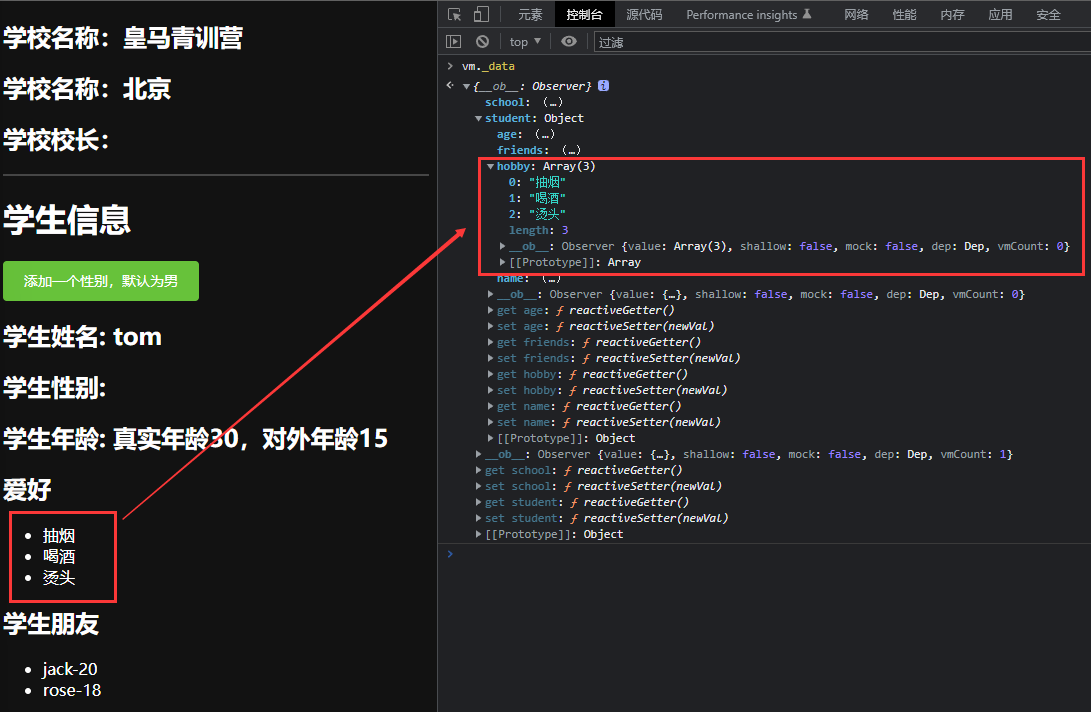 学校名称：皇马青训营
学校名称：北京
学校校长：
学生信息
添加一个性别，默认为男
学生姓名: tom
学生性别:
学生年龄: 真实年龄30，对外年龄15
爱好
抽烟
喝酒
烫头
学生朋友
jack-20
rose-18
元素 控制台 源代码 Performance insights 网络 性能 内存 应用 安全
top 过滤
vm._data
{__ob__: Observer}
school: (…)
student: Object
age: (…)
friends: (…)
hobby: Array(3)
0: "抽烟"
1: "喝酒"
2: "烫头"
length: 3
__ob__: Observer {value: Array(3), shallow: false, mock: false, dep: Dep, vmCount: 0}
[[Prototype]]: Array
name: (…)
__ob__: Observer {value: {…}, shallow: false, mock: false, dep: Dep, vmCount: 0}
get age: ƒ reactiveGetter()
set age: ƒ reactiveSetter(newVal)
get friends: ƒ reactiveGetter()
set friends: ƒ reactiveSetter(newVal)
get hobby: ƒ reactiveGetter()
set hobby: ƒ reactiveSetter(newVal)
get name: ƒ reactiveGetter()
set name: ƒ reactiveSetter(newVal)
[[Prototype]]: Object
__ob__: Observer {value: {…}, shallow: false, mock: false, dep: Dep, vmCount: 1}
get school: ƒ reactiveGetter()
set school: ƒ reactiveSetter(newVal)
get student: ƒ reactiveGetter()
set student: ƒ reactiveSetter(newVal)
[[Prototype]]: Object